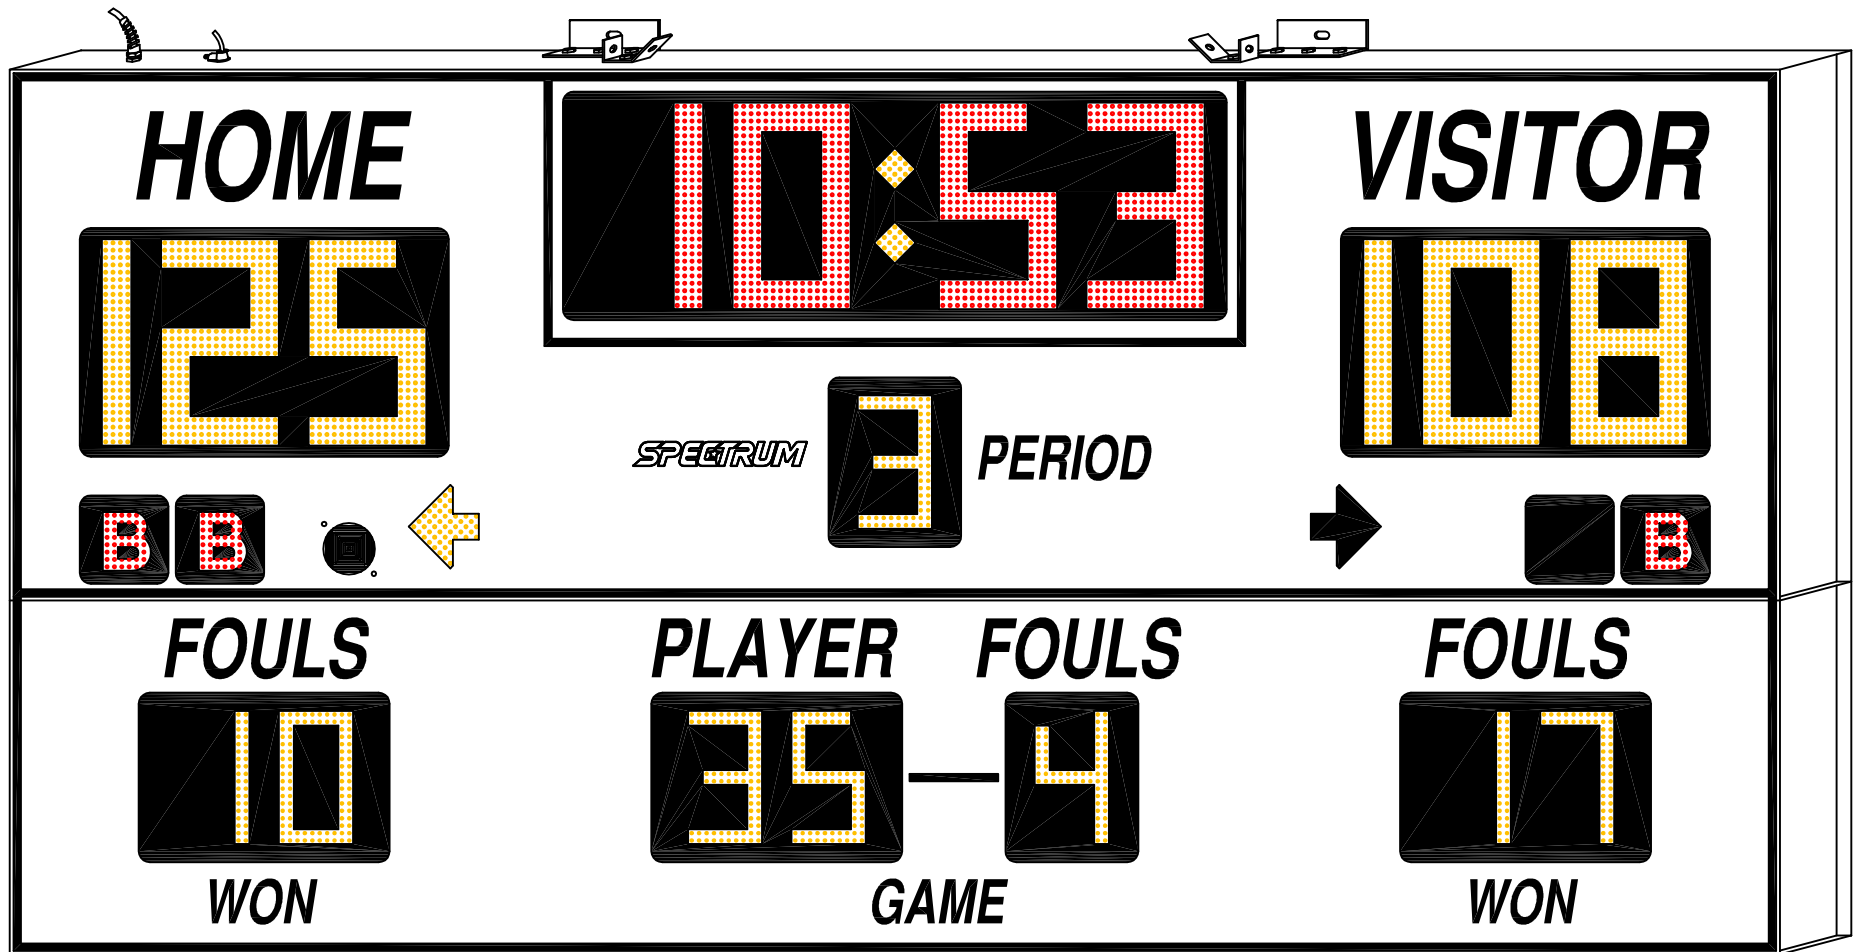 HOME 10:53 VISITOR
125 108
SPECTRUM 3 PERIOD
B B B
FOULS PLAYER FOULS FOULS
10 35 4 17
WON GAME WON